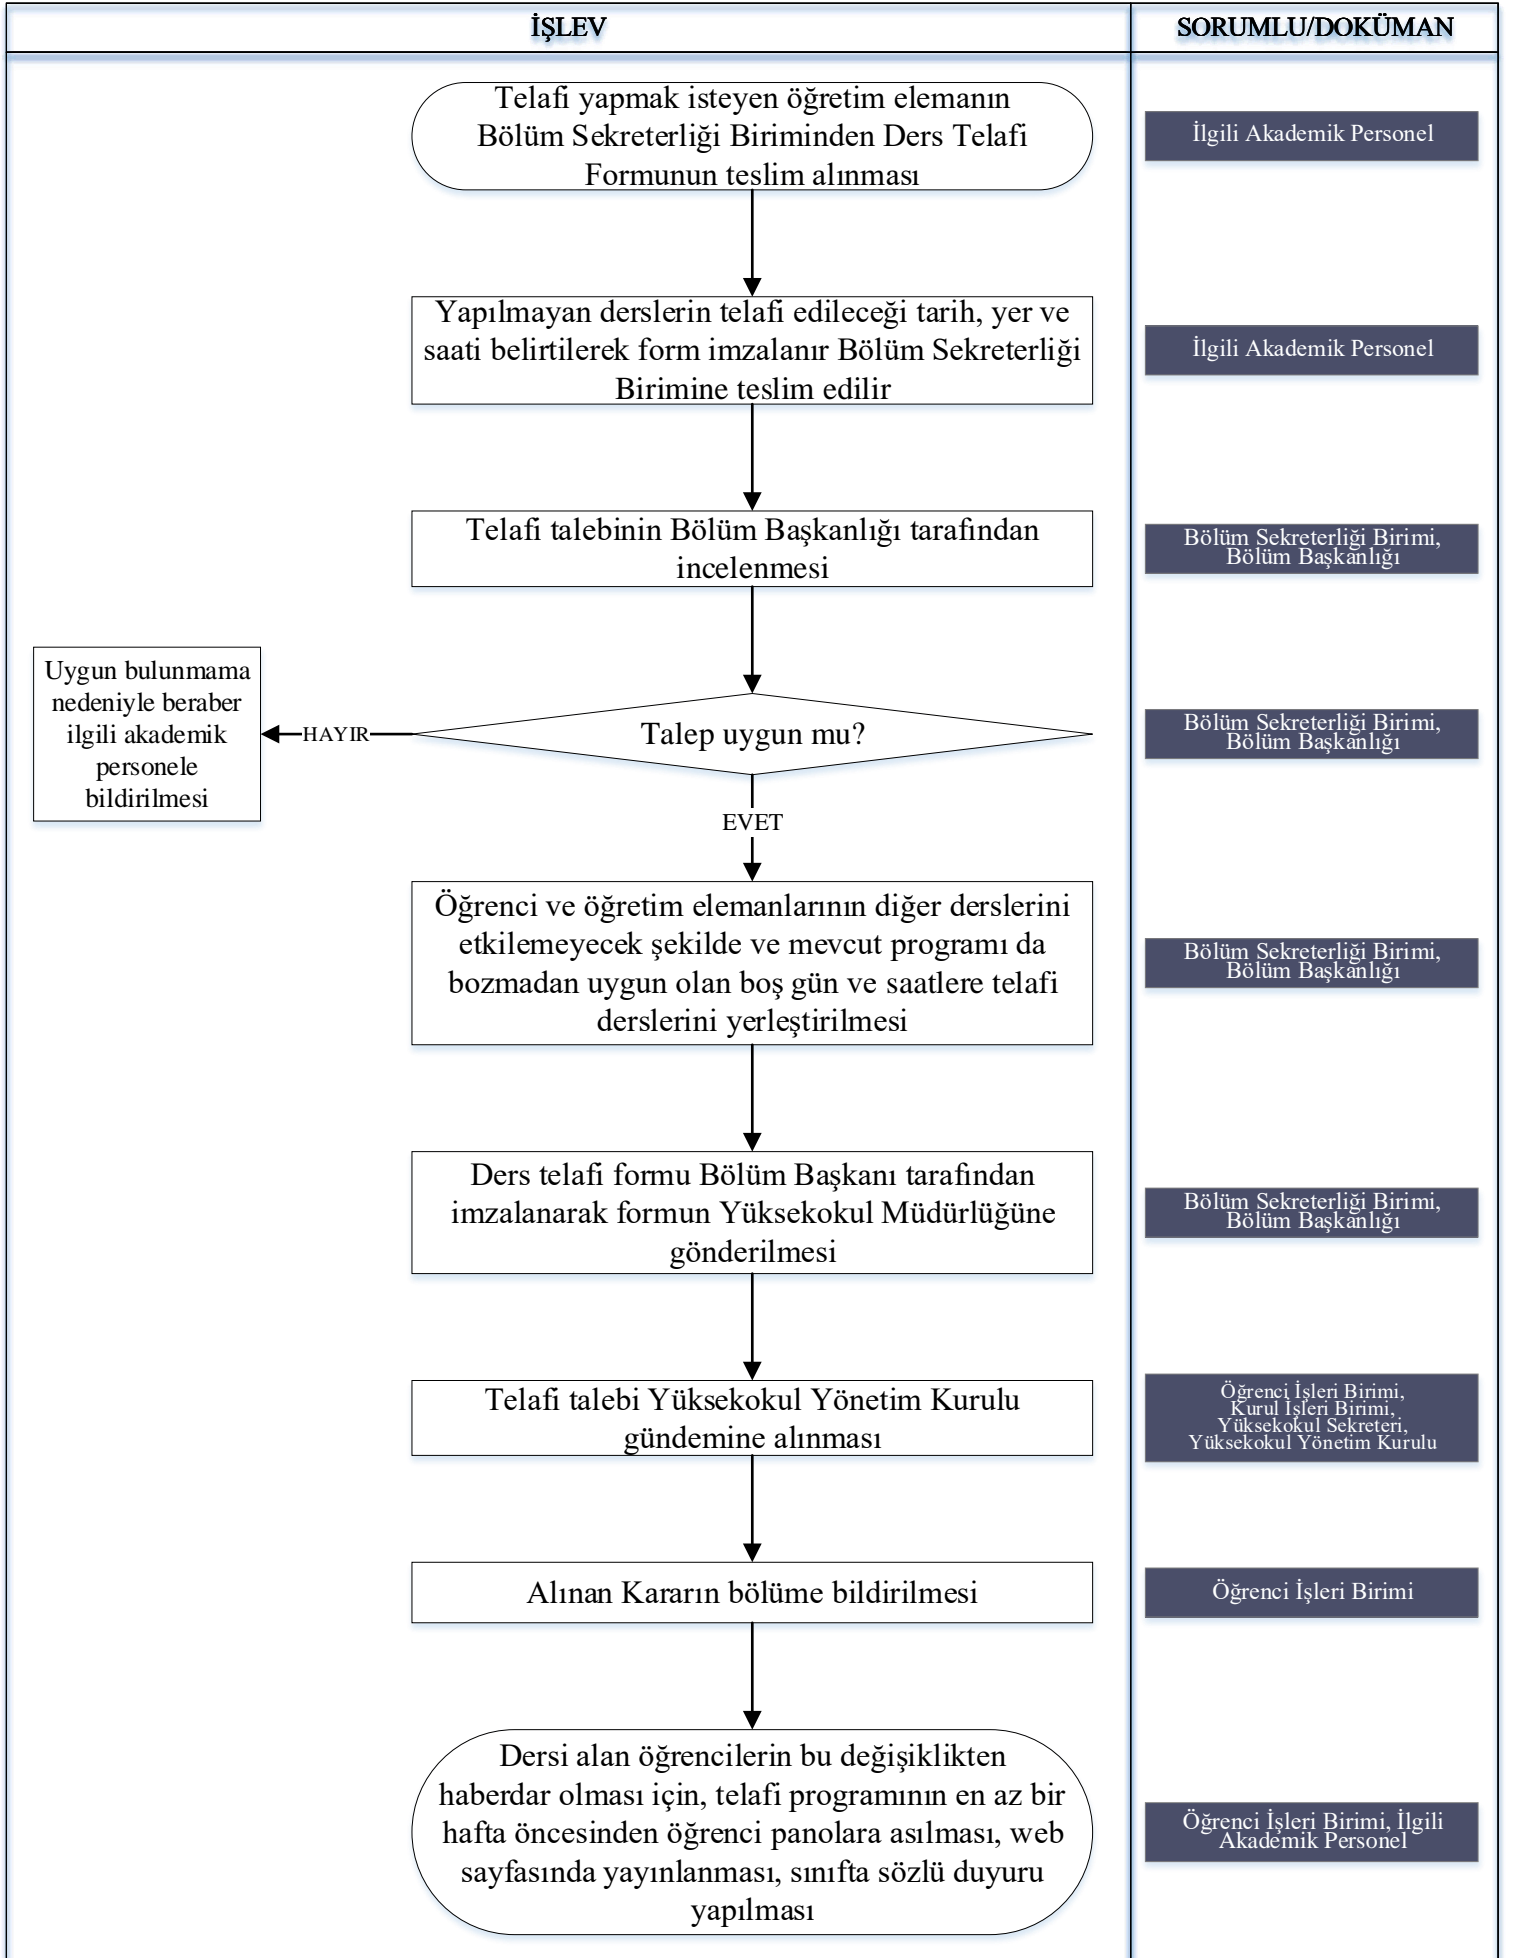 İŞLEV
SORUMLU/DOKÜMAN
Telafi yapmak isteyen öğretim elemanın
Bölüm Sekreterliği Biriminden Ders Telafi
Formunun teslim alınması
İlgili Akademik Personel
Yapılmayan derslerin telafi edileceği tarih, yer ve
saati belirtilerek form imzalanır Bölüm Sekreterliği
Birimine teslim edilir
İlgili Akademik Personel
Telafi talebinin Bölüm Başkanlığı tarafından
incelenmesi
Bölüm Sekreterliği Birimi,
Bölüm Başkanlığı
Uygun bulunmama
nedeniyle beraber
ilgili akademik
personele
bildirilmesi
HAYIR
Talep uygun mu?
Bölüm Sekreterliği Birimi,
Bölüm Başkanlığı
EVET
Öğrenci ve öğretim elemanlarının diğer derslerini
etkilemeyecek şekilde ve mevcut programı da
bozmadan uygun olan boş gün ve saatlere telafi
derslerini yerleştirilmesi
Bölüm Sekreterliği Birimi,
Bölüm Başkanlığı
Ders telafi formu Bölüm Başkanı tarafından
imzalanarak formun Yüksekokul Müdürlüğüne
gönderilmesi
Bölüm Sekreterliği Birimi,
Bölüm Başkanlığı
Telafi talebi Yüksekokul Yönetim Kurulu
gündemine alınması
Öğrenci İşleri Birimi,
Kurul İşleri Birimi,
Yüksekokul Sekreteri,
Yüksekokul Yönetim Kurulu
Alınan Kararın bölüme bildirilmesi
Öğrenci İşleri Birimi
Dersi alan öğrencilerin bu değişiklikten
haberdar olması için, telafi programının en az bir
hafta öncesinden öğrenci panolara asılması, web
sayfasında yayınlanması, sınıfta sözlü duyuru
yapılması
Öğrenci İşleri Birimi, İlgili
Akademik Personel